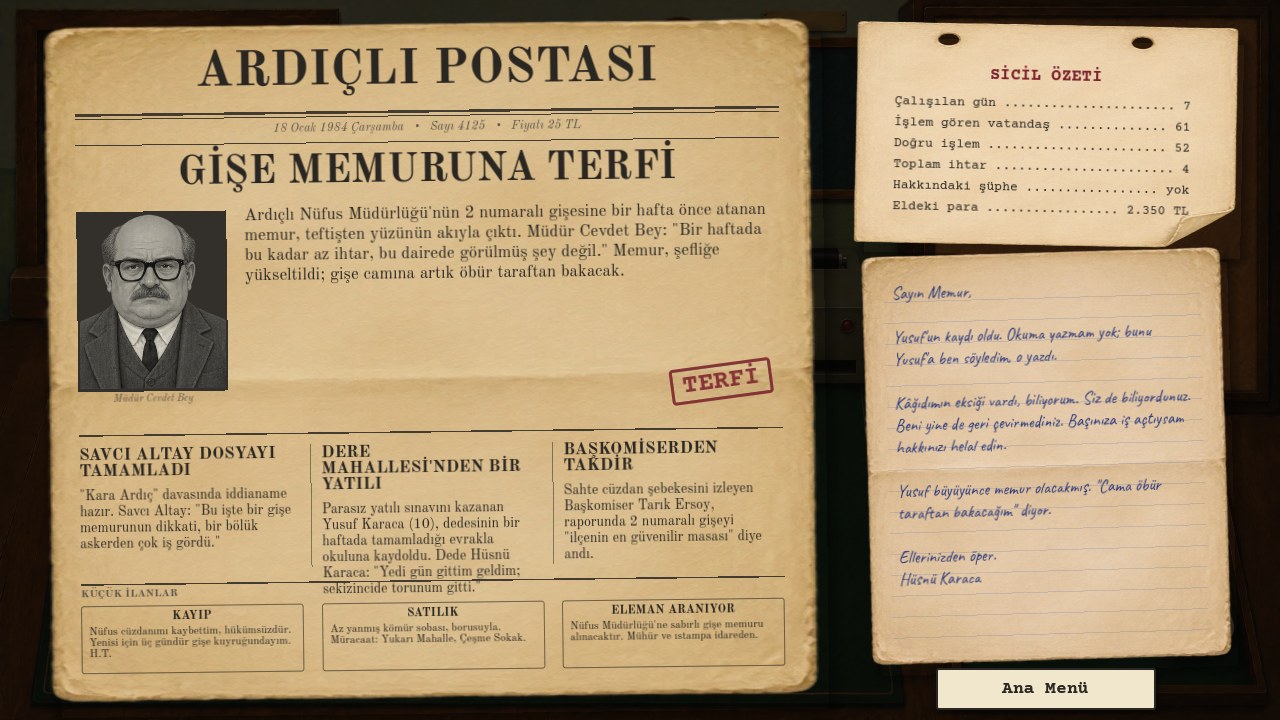 ARDIÇLI POSTASI
18 Ocak 1984 Çarşamba • Sayı 4125 • Fiyatı 25 TL
GİŞE MEMURUNA TERFİ
Ardıçlı Nüfus Müdürlüğü'nün 2 numaralı gişesine bir hafta önce atanan
memur, teftişten yüzünün akıyla çıktı. Müdür Cevdet Bey: "Bir haftada
bu kadar az ihtar, bu dairede görülmüş şey değil." Memur, şefliğe
yükseltildi; gişe camına artık öbür taraftan bakacak.
Müdür Cevdet Bey
TERFİ
SAVCI ALTAY DOSYAYI
TAMAMLADI
"Kara Ardıç" davasında iddianame
hazır. Savcı Altay: "Bu işte bir gişe
memurunun dikkati, bir bölük
askerden çok iş gördü."
DERE
MAHALLESİ'NDEN BİR
YATILI
Parasız yatılı sınavını kazanan
Yusuf Karaca (10), dedesinin bir
haftada tamamladığı evrakla
okuluna kaydoldu. Dede Hüsnü
Karaca: "Yedi gün gittim geldim;
sekizincide torunum gitti."
BAŞKOMİSERDEN
TAKDİR
Sahte cüzdan şebekesini izleyen
Başkomiser Tarık Ersoy,
raporunda 2 numaralı gişeyi
"ilçenin en güvenilir masası" diye
andı.
KÜÇÜK İLANLAR
KAYIP
Nüfus cüzdanımı kaybettim, hükümsüzdür.
Yenisi için üç gündür gişe kuyruğundayım.
H.T.
SATILIK
Az yanmış kömür sobası, borusuyla.
Müracaat: Yukarı Mahalle, Çeşme Sokak.
ELEMAN ARANIYOR
Nüfus Müdürlüğü'ne sabırlı gişe memuru
alınacaktır. Mühür ve ıstampa idareden.
SİCİL ÖZETİ
Çalışılan gün ...................... 7
İşlem gören vatandaş .............. 61
Doğru işlem ....................... 52
Toplam ihtar ....................... 4
Hakkındaki şüphe ................ yok
Eldeki para ................. 2.350 TL
Sayın Memur,
Yusuf'un kaydı oldu. Okuma yazmam yok; bunu
Yusuf'a ben söyledim, o yazdı.
Kâğıdımın eksiği vardı, biliyorum. Siz de biliyordunuz.
Beni yine de geri çevirmediniz. Başınıza iş açtıysam
hakkınızı helal edin.
Yusuf büyüyünce memur olacakmış. "Cama öbür
taraftan bakacağım" diyor.
Ellerinizden öper.
Hüsnü Karaca
Ana Menü